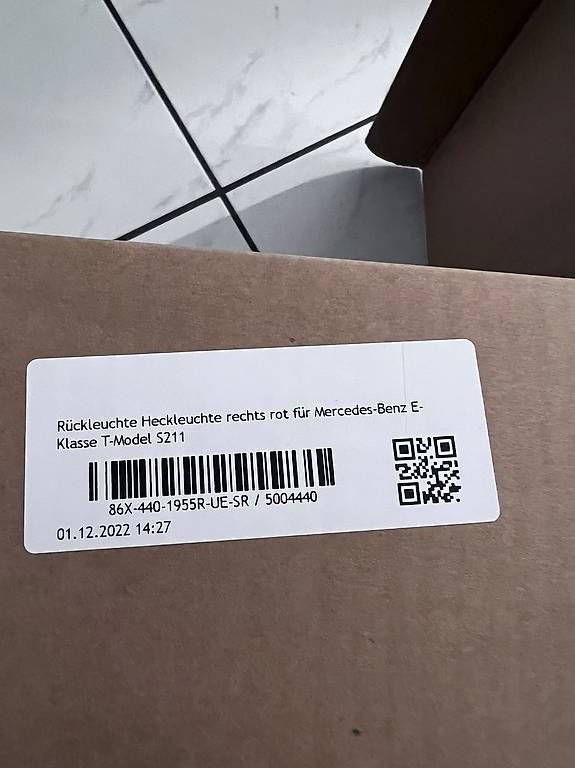 Rückleuchte Heckleuchte rechts rot für Mercedes-Benz E-
Klasse T-Model S211
86X-440-1955R-UE-SR / 5004440
01.12.2022 14:27